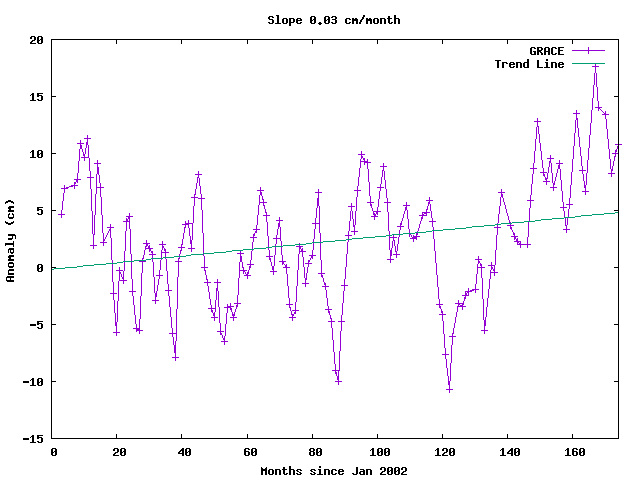 Slope 0.03 cm/month
GRACE
Trend Line
Anomaly (cm)
20
15
10
5
0
-5
-10
-15
0 20 40 60 80 100 120 140 160
Months since Jan 2002